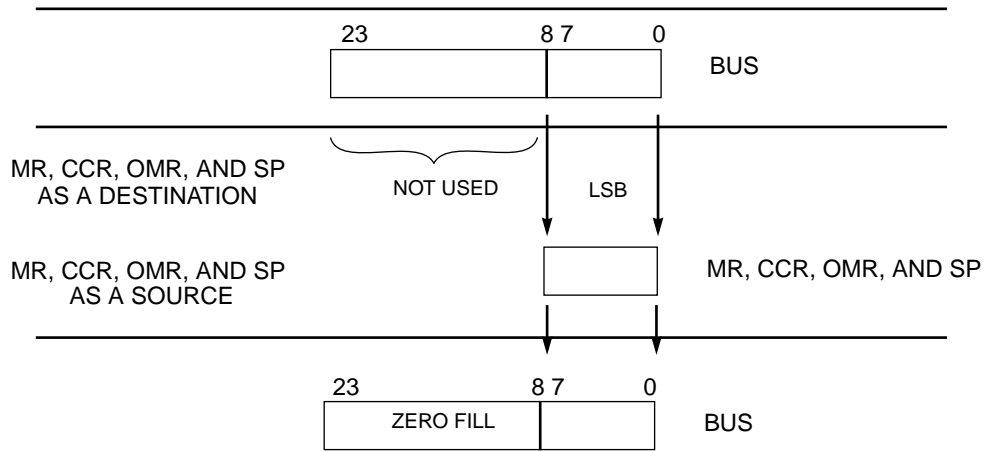 23 8 7 0
BUS
MR, CCR, OMR, AND SP
AS A DESTINATION
NOT USED
LSB
MR, CCR, OMR, AND SP
AS A SOURCE
MR, CCR, OMR, AND SP
23 8 7 0
ZERO FILL
BUS